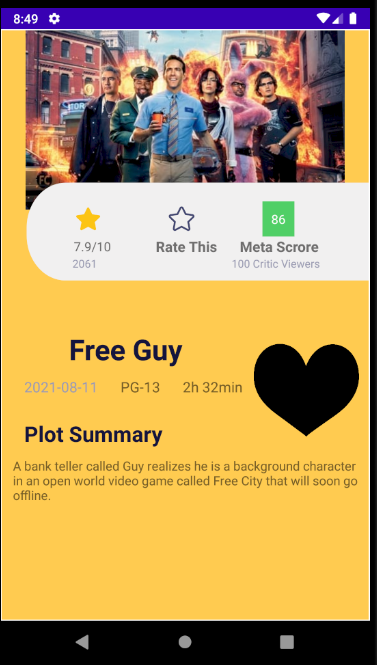 8:49
86
7.9/10 Rate This Meta Scrore
2061 100 Critic Viewers
Free Guy
2021-08-11 PG-13 2h 32min
Plot Summary
A bank teller called Guy realizes he is a background character
in an open world video game called Free City that will soon go
offline.